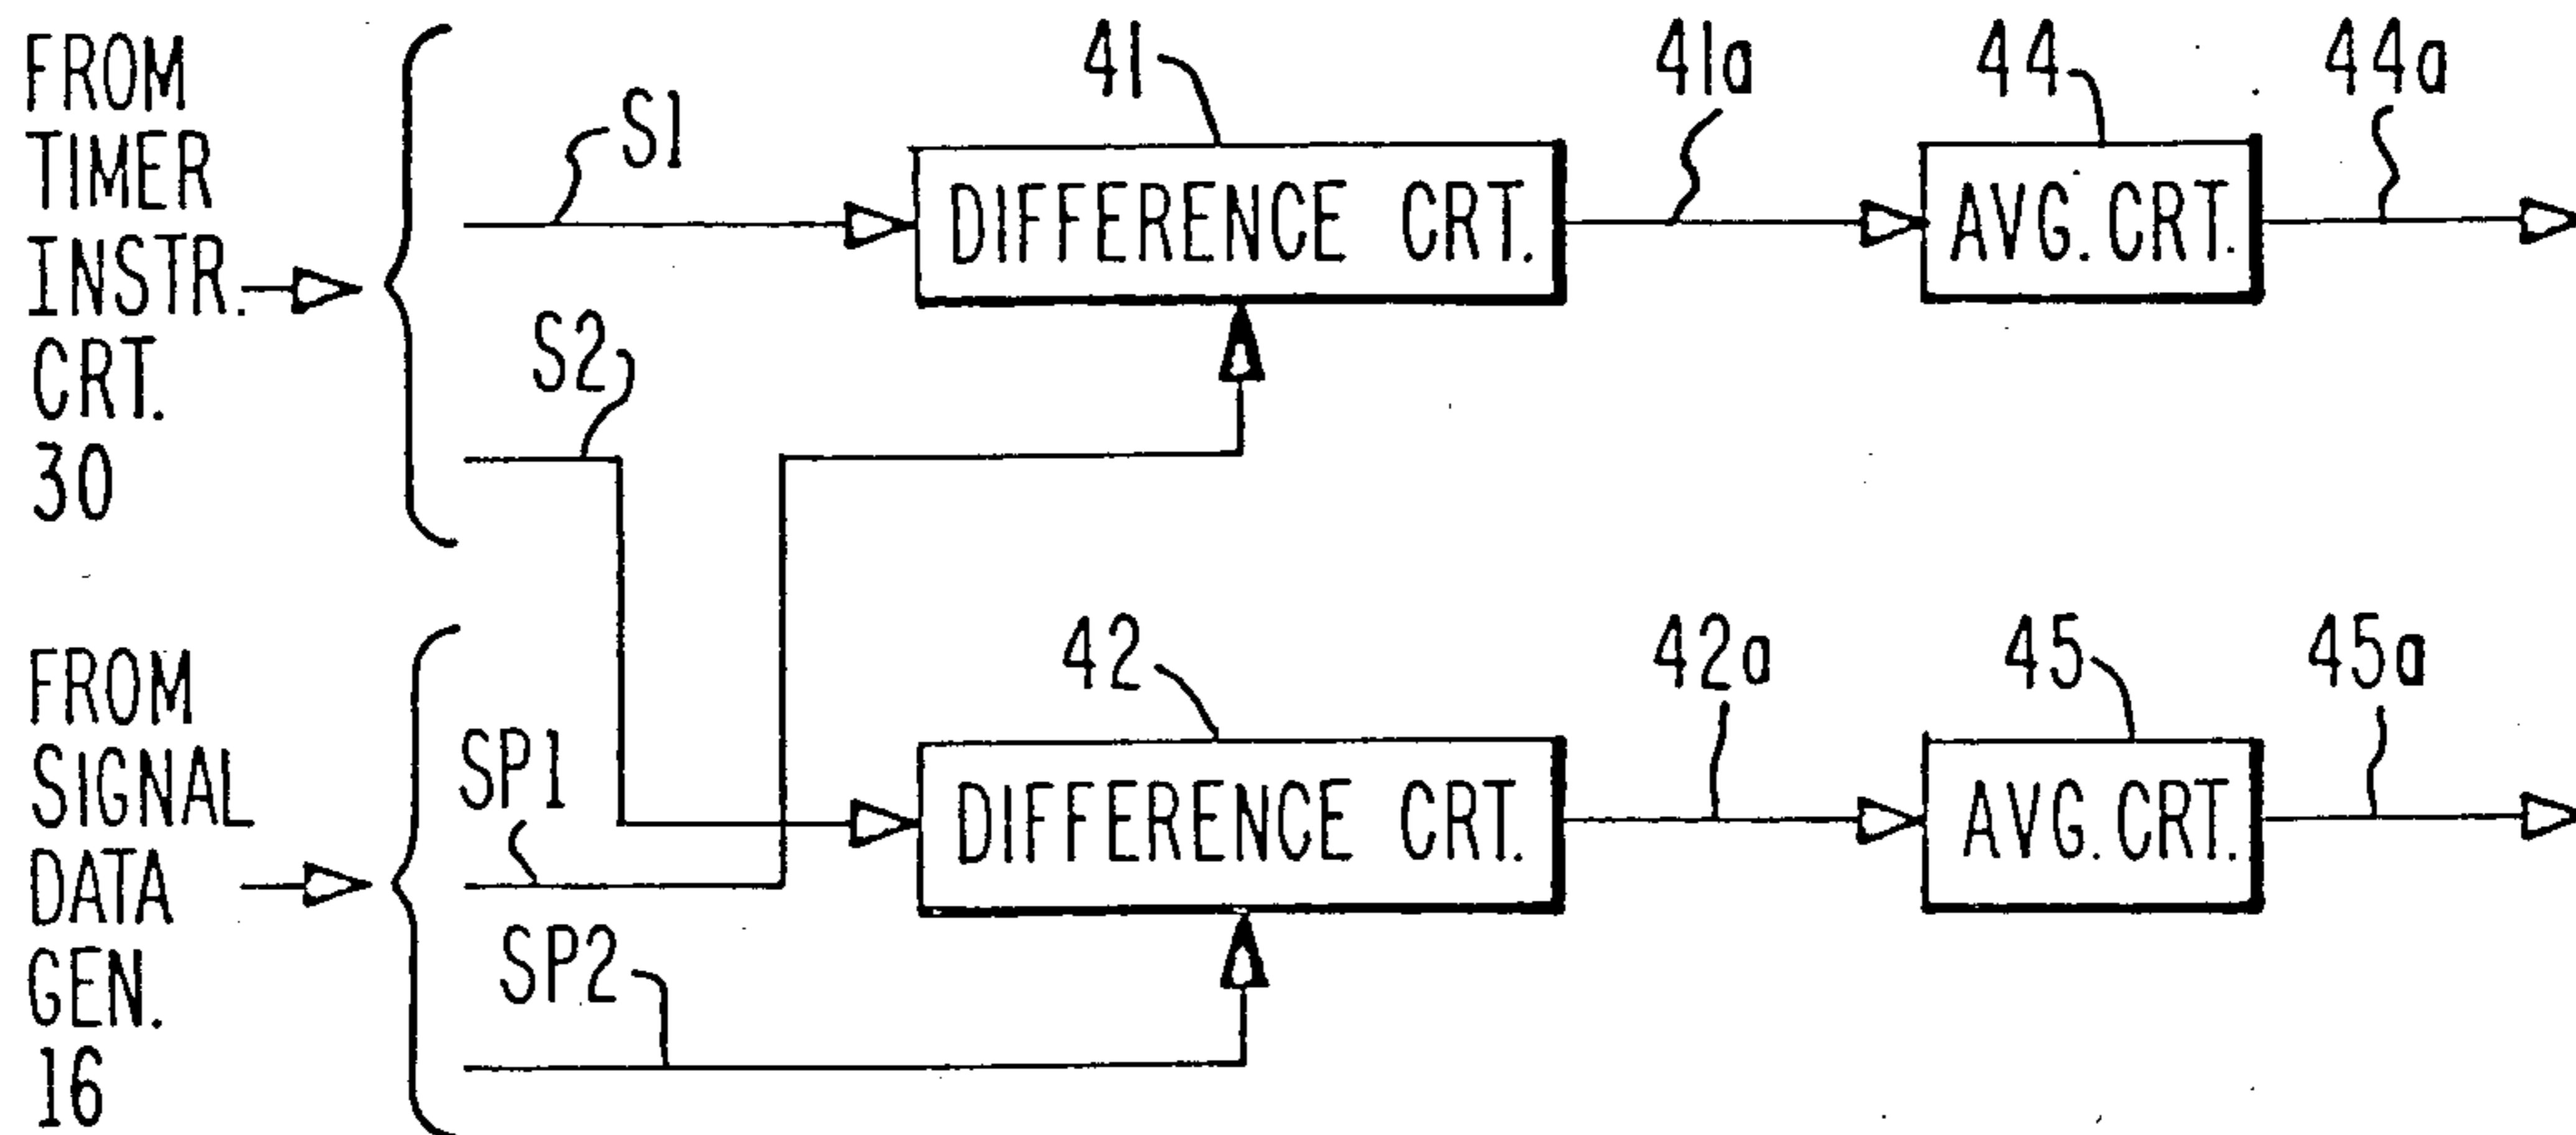 FROM
TIMER
INSTR.
CRT.
30
S1
S2
41
DIFFERENCE CRT.
41a
44
AVG. CRT.
44a
FROM
SIGNAL
DATA
GEN.
16
SP1
SP2
42
DIFFERENCE CRT.
42a
45
AVG. CRT.
45a